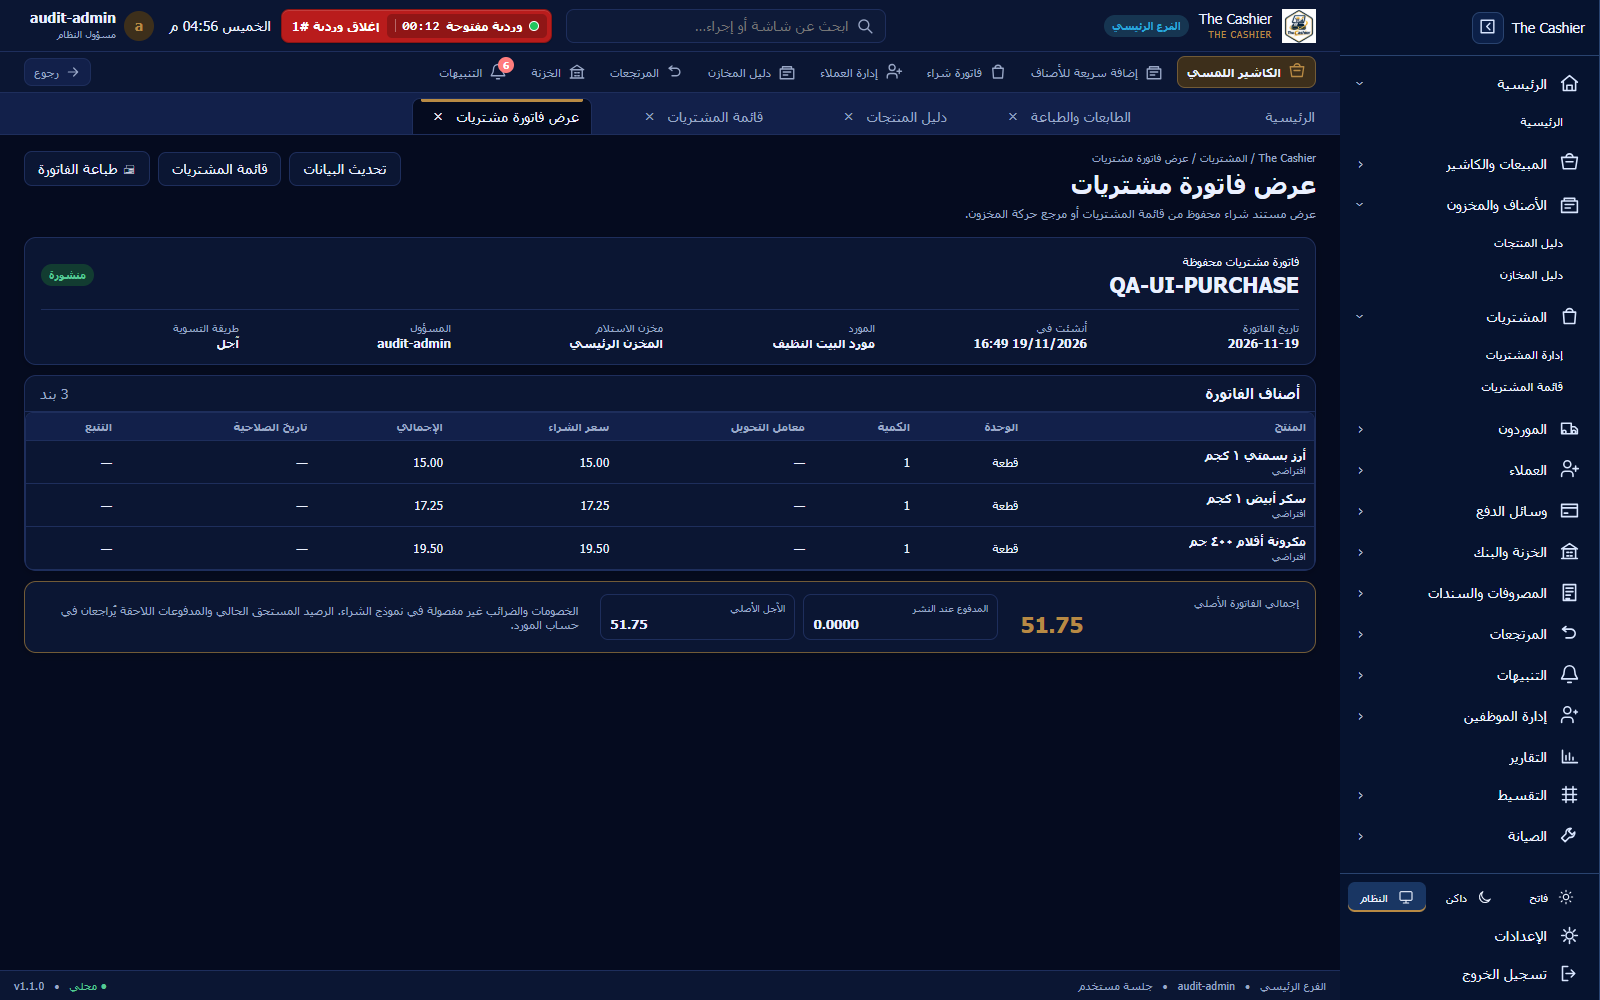 The Cashier
الرئيسية
الرئيسية
المبيعات والكاشير
الأصناف والمخزون
دليل المنتجات
دليل المخازن
المشتريات
إدارة المشتريات
قائمة المشتريات
الموردون
العملاء
وسائل الدفع
الخزنة والبنك
المصروفات والسندات
المرتجعات
التنبيهات
إدارة الموظفين
التقارير
التقسيط
الصيانة
فاتح
داكن
النظام
الإعدادات
تسجيل الخروج
The Cashier
THE CASHIER
الفرع الرئيسي
ابحث عن شاشة أو إجراء...
وردية مفتوحة 00:12
إغلاق وردية #1
الخميس 04:56 م
a
audit-admin
مسؤول النظام
الكاشير اللمسي
إضافة سريعة للأصناف
فاتورة شراء
إدارة العملاء
دليل المخازن
المرتجعات
الخزنة
التنبيهات
6
رجوع
الرئيسية
الطابعات والطباعة ×
دليل المنتجات ×
قائمة المشتريات ×
عرض فاتورة مشتريات ×
The Cashier / المشتريات / عرض فاتورة مشتريات
عرض فاتورة مشتريات
عرض مستند شراء محفوظ من قائمة المشتريات أو مرجع حركة المخزون.
تحديث البيانات
قائمة المشتريات
طباعة الفاتورة
فاتورة مشتريات محفوظة
QA-UI-PURCHASE
منشورة
تاريخ الفاتورة
2026-11-19
أنشئت في
19/11/2026 16:49
المورد
مورد البيت النظيف
مخزن الاستلام
المخزن الرئيسي
المسؤول
audit-admin
طريقة التسوية
آجل
أصناف الفاتورة
3 بند
المنتج الوحدة الكمية معامل التحويل سعر الشراء الإجمالي تاريخ الصلاحية التتبع
أرز بسمتي ١ كجم
افتراضي
قطعة 1 — 15.00 15.00 — —
سكر أبيض ١ كجم
افتراضي
قطعة 1 — 17.25 17.25 — —
مكرونة أقلام ٤٠٠ جم
افتراضي
قطعة 1 — 19.50 19.50 — —
إجمالي الفاتورة الأصلي
51.75
المدفوع عند النشر
0.0000
الآجل الأصلي
51.75
الخصومات والضرائب غير مفصولة في نموذج الشراء. الرصيد المستحق الحالي والمدفوعات اللاحقة يُراجعان في
حساب المورد.
الفرع الرئيسي • audit-admin • جلسة مستخدم
محلي • v1.1.0